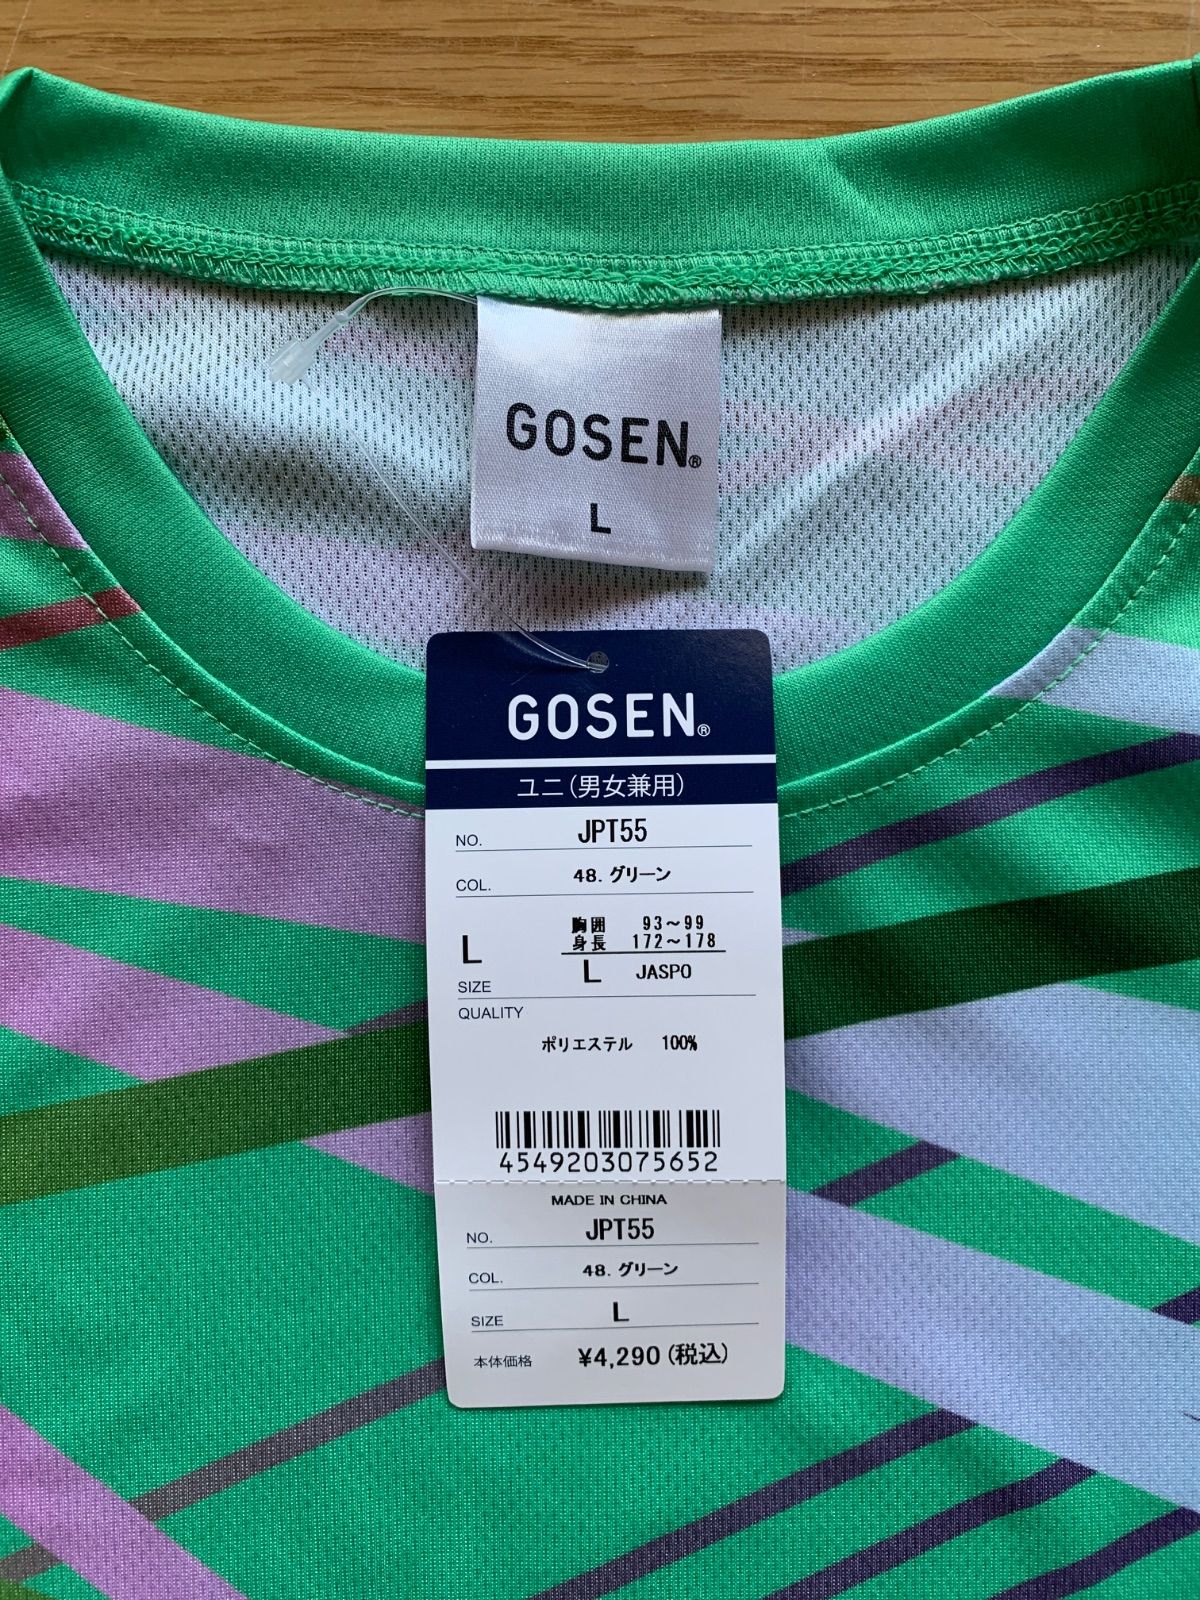 GOSEN®
L
GOSEN®
ユニ(男女兼用)
NO. JPT55
COL. 48.グリーン
胸囲 93~99
L 身長 172~178
SIZE L JASPO
QUALITY
ポリエステル 100%
4549203075652
MADE IN CHINA
NO. JPT55
COL. 48.グリーン
SIZE L
本体価格 ¥4,290(税込)